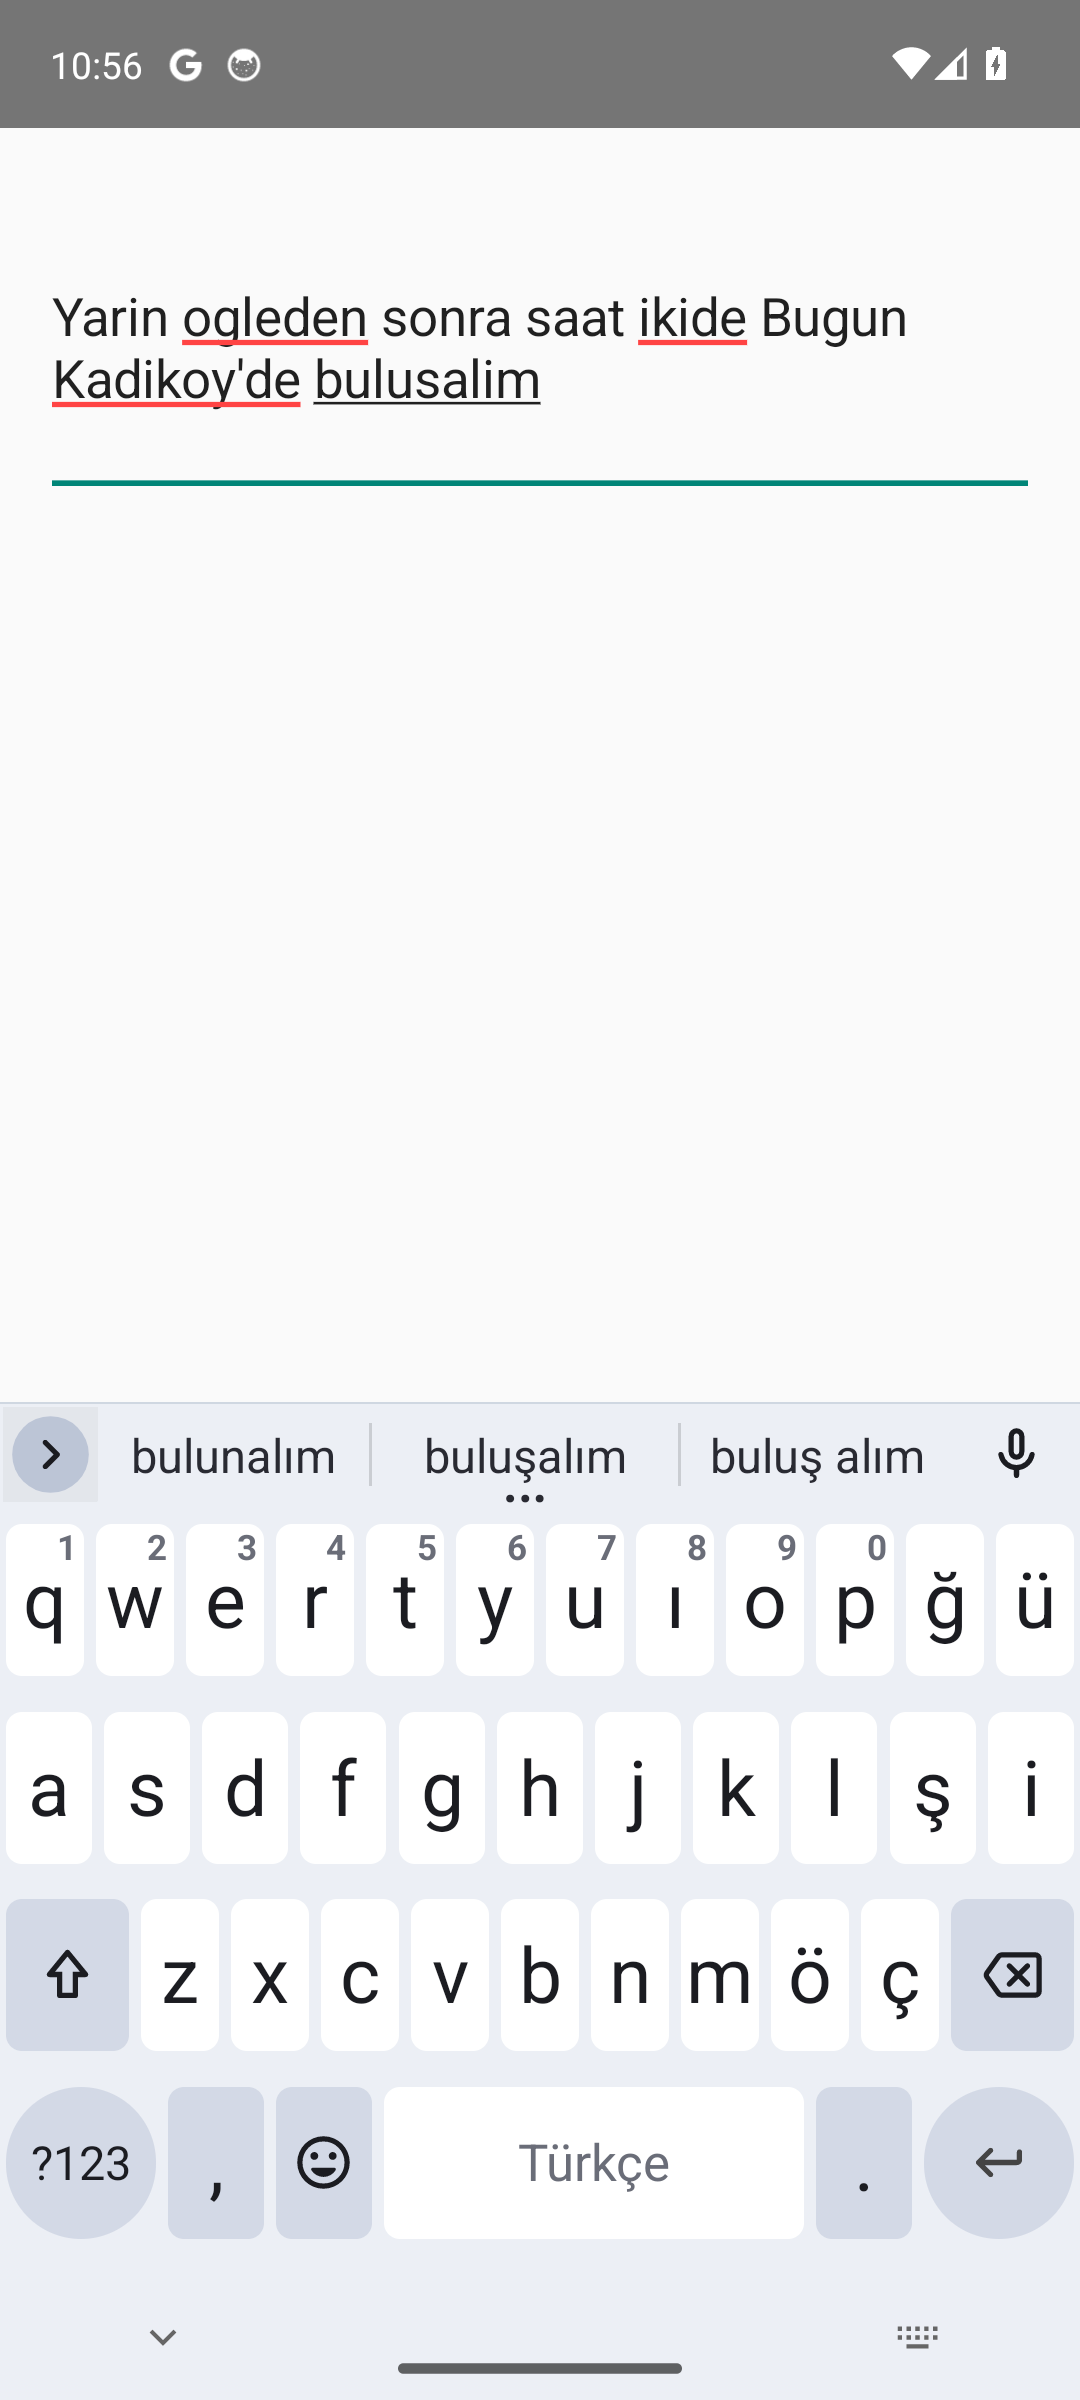 10:56
Yarin ogleden sonra saat ikide Bugun
Kadikoy'de bulusalim
bulunalım buluşalım buluş alım
1 2 3 4 5 6 7 8 9 0
q w e r t y u ı o p ğ ü
a s d f g h j k l ş i
z x c v b n m ö ç
?123 , Türkçe .